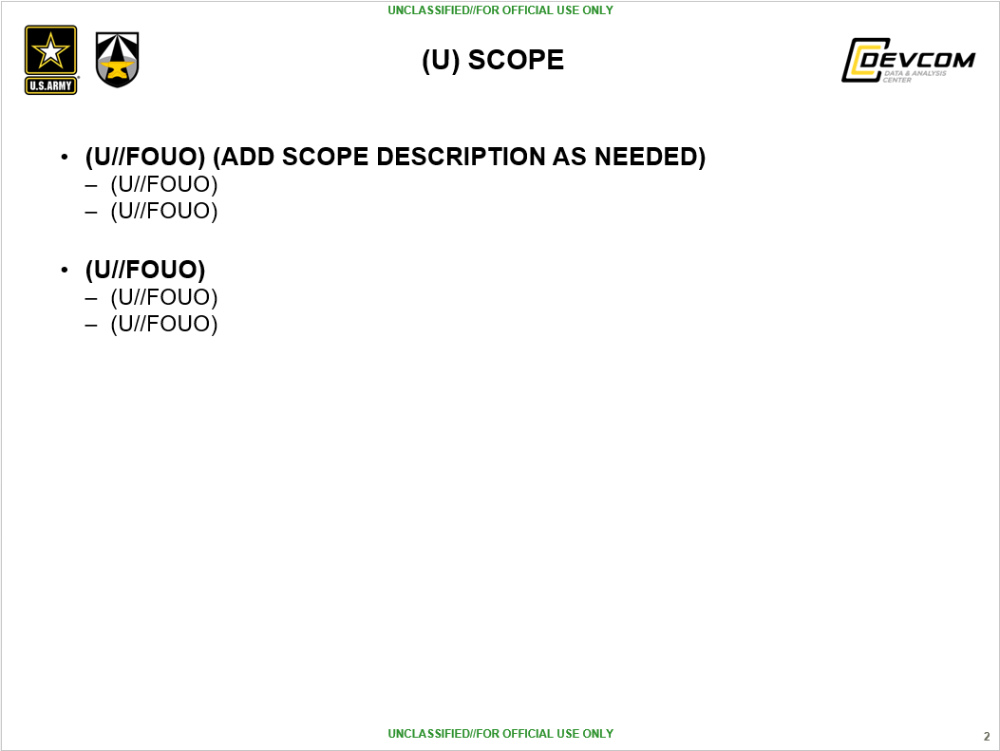 UNCLASSIFIED//FOR OFFICIAL USE ONLY
U.S.ARMY
(U) SCOPE
DEVCOM
DATA & ANALYSIS
CENTER
• (U//FOUO) (ADD SCOPE DESCRIPTION AS NEEDED)
– (U//FOUO)
– (U//FOUO)
• (U//FOUO)
– (U//FOUO)
– (U//FOUO)
UNCLASSIFIED//FOR OFFICIAL USE ONLY
2